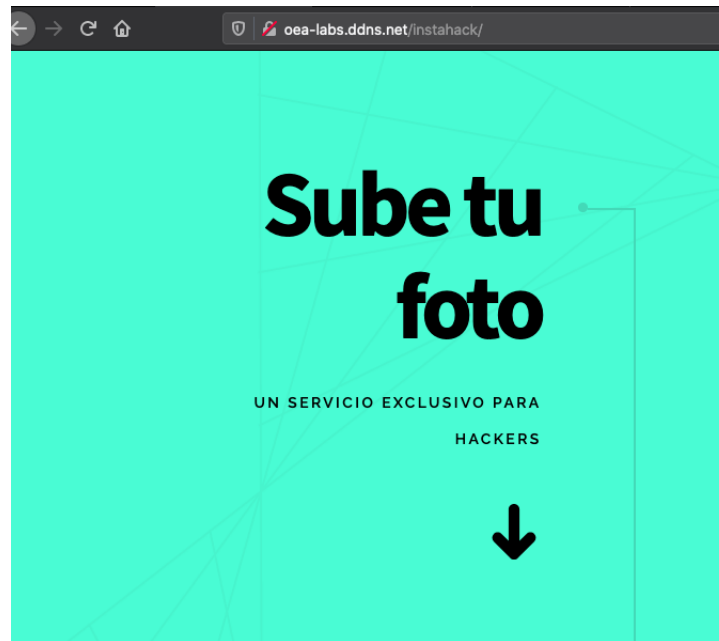 oea-labs.ddns.net/instahack/
Sube tu
foto
UN SERVICIO EXCLUSIVO PARA
HACKERS